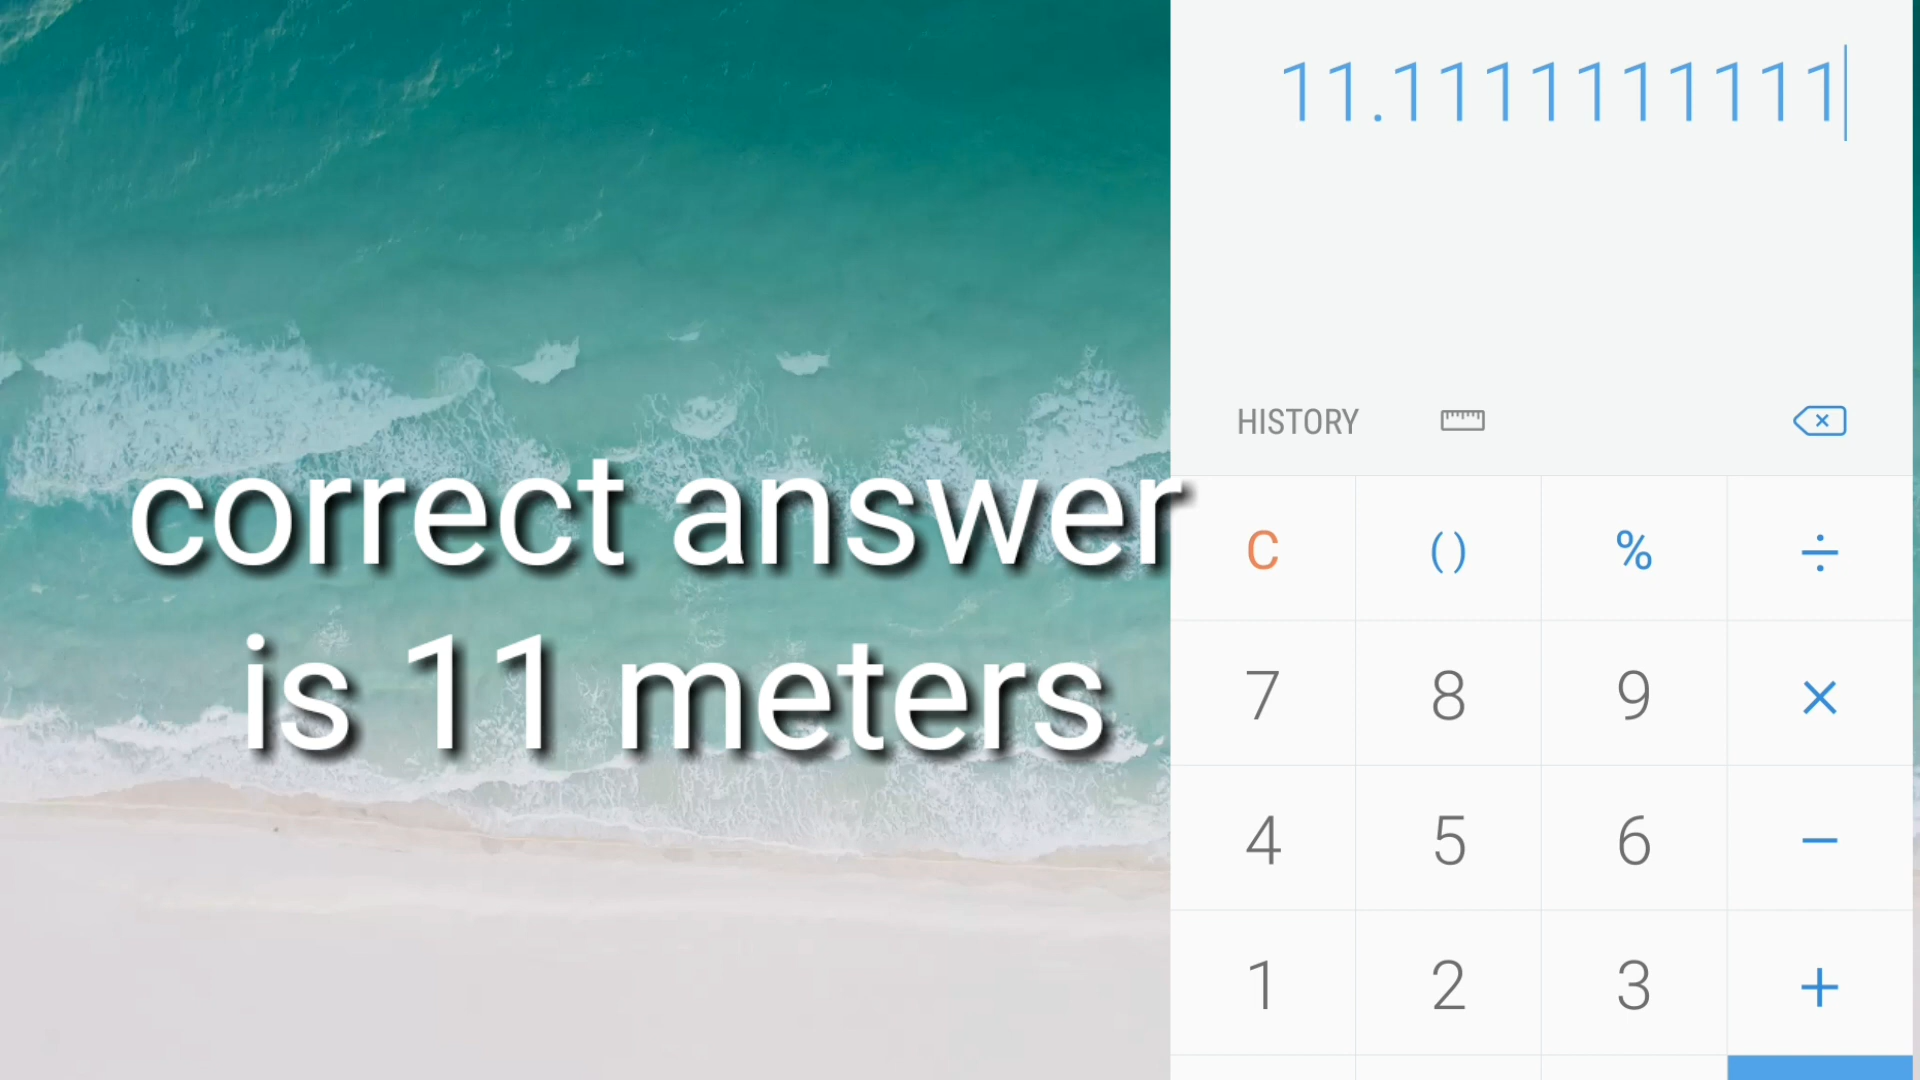 11.1111111111
HISTORY
correct answer
is 11 meters
C () % ÷
7 8 9 ×
4 5 6 −
1 2 3 +